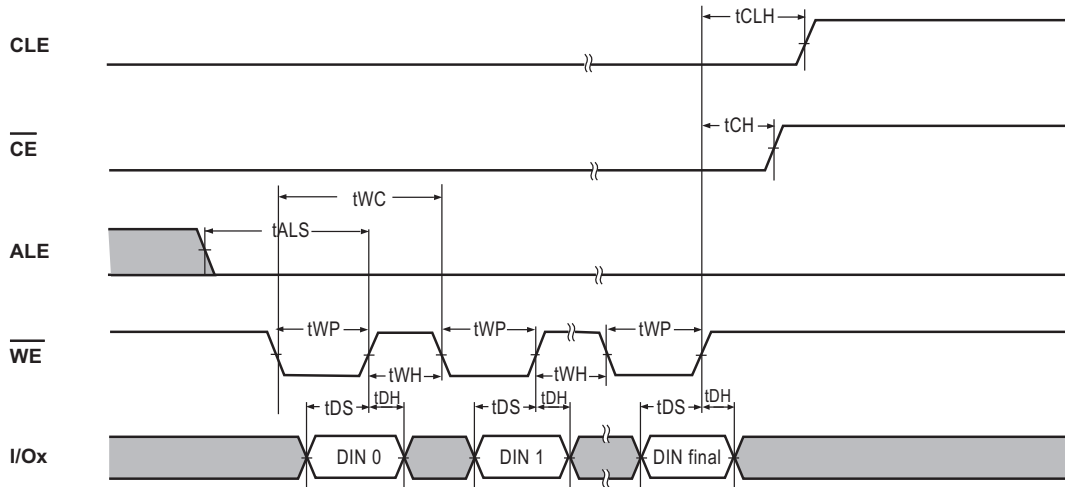 tCLH
CLE
tCH
CE
tWC
tALS
ALE
tWP tWP tWP
WE
tWH tWH
tDS tDH tDS tDH tDS tDH
I/Ox DIN 0 DIN 1 DIN final